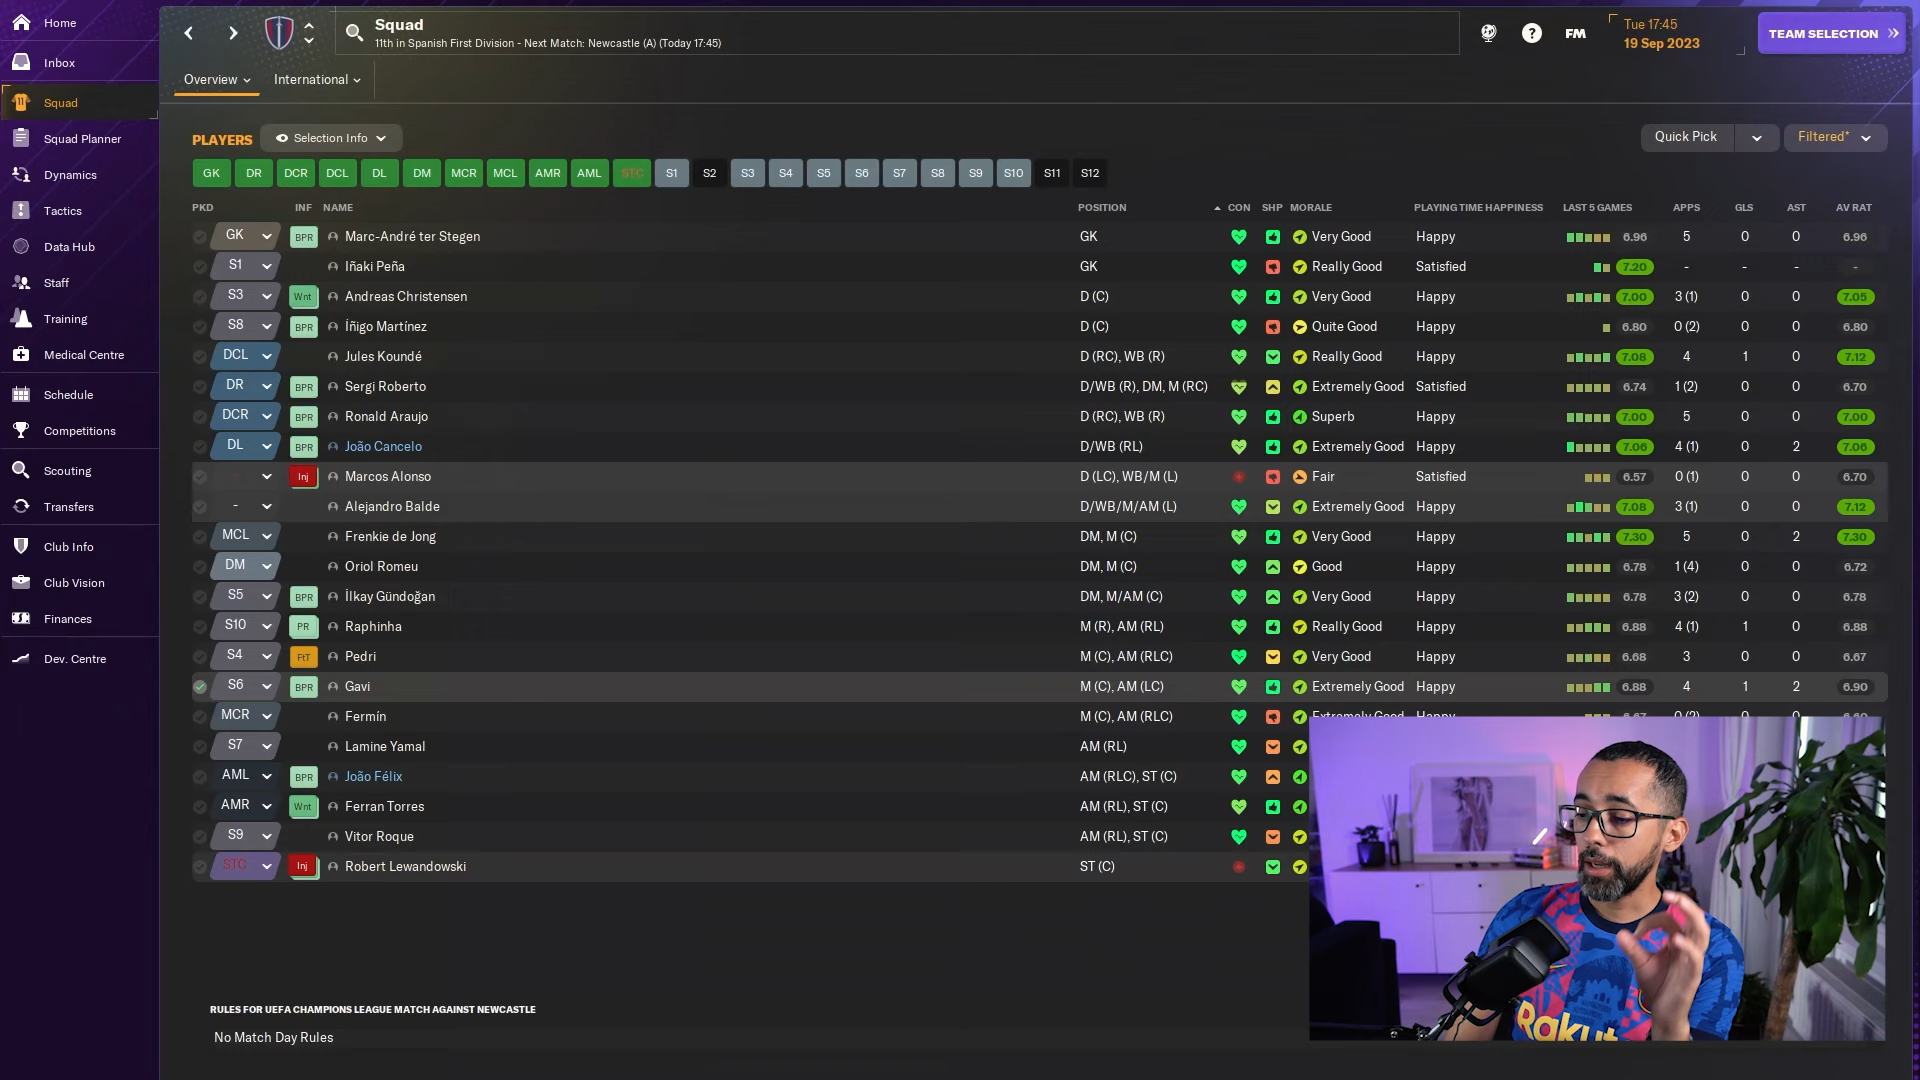 Home
Inbox
Squad
Squad Planner
Dynamics
Tactics
Data Hub
Staff
Training
Medical Centre
Schedule
Competitions
Scouting
Transfers
Club Info
Club Vision
Finances
Dev. Centre
Squad
11th in Spanish First Division - Next Match: Newcastle (A) (Today 17:45)
FM
Tue 17:45
19 Sep 2023
TEAM SELECTION
Overview International
PLAYERS Selection Info Quick Pick Filtered*
GK DR DCR DCL DL DM MCR MCL AMR AML STC S1 S2 S3 S4 S5 S6 S7 S8 S9 S10 S11 S12
PKD INF NAME POSITION CON SHP MORALE PLAYING TIME HAPPINESS LAST 5 GAMES APPS GLS AST AV RAT
GK BPR Marc-André ter Stegen GK Very Good Happy 6.96 5 0 0 6.96
S1 Iñaki Peña GK Really Good Satisfied 7.20 - - - -
S3 Wnt Andreas Christensen D (C) Very Good Happy 7.00 3 (1) 0 0 7.05
S8 BPR Íñigo Martínez D (C) Quite Good Happy 6.80 0 (2) 0 0 6.80
DCL Jules Koundé D (RC), WB (R) Really Good Happy 7.08 4 1 0 7.12
DR BPR Sergi Roberto D/WB (R), DM, M (RC) Extremely Good Satisfied 6.74 1 (2) 0 0 6.70
DCR BPR Ronald Araujo D (RC), WB (R) Superb Happy 7.00 5 0 0 7.00
DL BPR João Cancelo D/WB (RL) Extremely Good Happy 7.06 4 (1) 0 2 7.06
Inj Marcos Alonso D (LC), WB/M (L) Fair Satisfied 6.57 0 (1) 0 0 6.70
- Alejandro Balde D/WB/M/AM (L) Extremely Good Happy 7.08 3 (1) 0 0 7.12
MCL Frenkie de Jong DM, M (C) Very Good Happy 7.30 5 0 2 7.30
DM Oriol Romeu DM, M (C) Good Happy 6.78 1 (4) 0 0 6.72
S5 BPR İlkay Gündoğan DM, M/AM (C) Very Good Happy 6.78 3 (2) 0 0 6.78
S10 PR Raphinha M (R), AM (RL) Really Good Happy 6.88 4 (1) 1 0 6.88
S4 FtT Pedri M (C), AM (RLC) Very Good Happy 6.68 3 0 0 6.67
S6 BPR Gavi M (C), AM (LC) Extremely Good Happy 6.88 4 1 2 6.90
MCR Fermín M (C), AM (RLC) Extremely Good Happy
S7 Lamine Yamal AM (RL)
AML BPR João Félix AM (RLC), ST (C)
AMR Wnt Ferran Torres AM (RL), ST (C)
S9 Vitor Roque AM (RL), ST (C)
STC Inj Robert Lewandowski ST (C)
RULES FOR UEFA CHAMPIONS LEAGUE MATCH AGAINST NEWCASTLE
No Match Day Rules